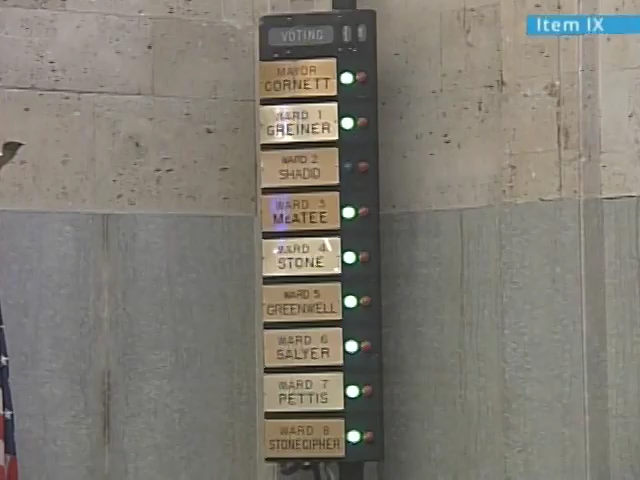 Item IX
VOTING
MAYOR
CORNETT
WARD 1
GREINER
WARD 2
SHADID
WARD 3
McATEE
WARD 4
STONE
WARD 5
GREENWELL
WARD 6
SALYER
WARD 7
PETTIS
WARD 8
STONECIPHER